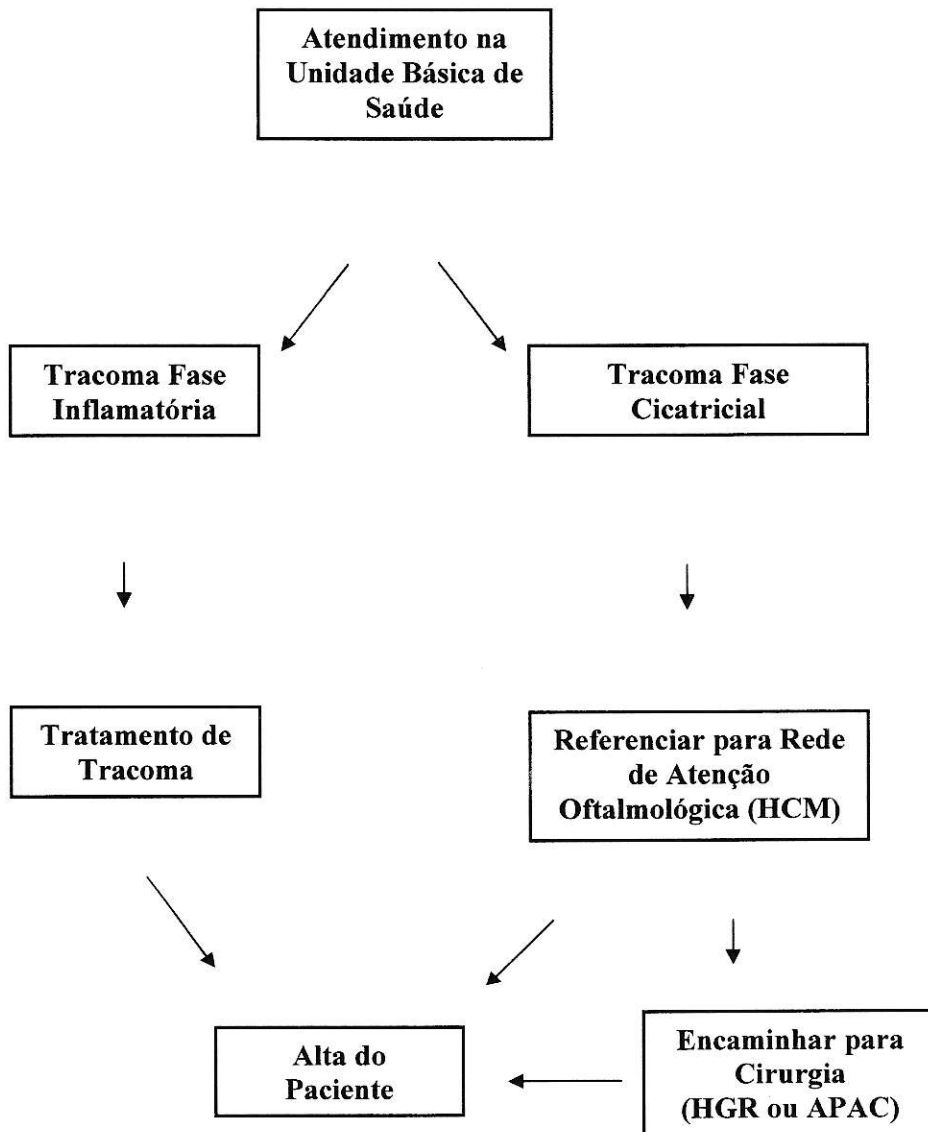 Atendimento na
Unidade Básica de
Saúde
Tracoma Fase
Inflamatória
Tracoma Fase
Cicatricial
Tratamento de
Tracoma
Referenciar para Rede
de Atenção
Oftalmológica (HCM)
Alta do
Paciente
Encaminhar para
Cirurgia
(HGR ou APAC)